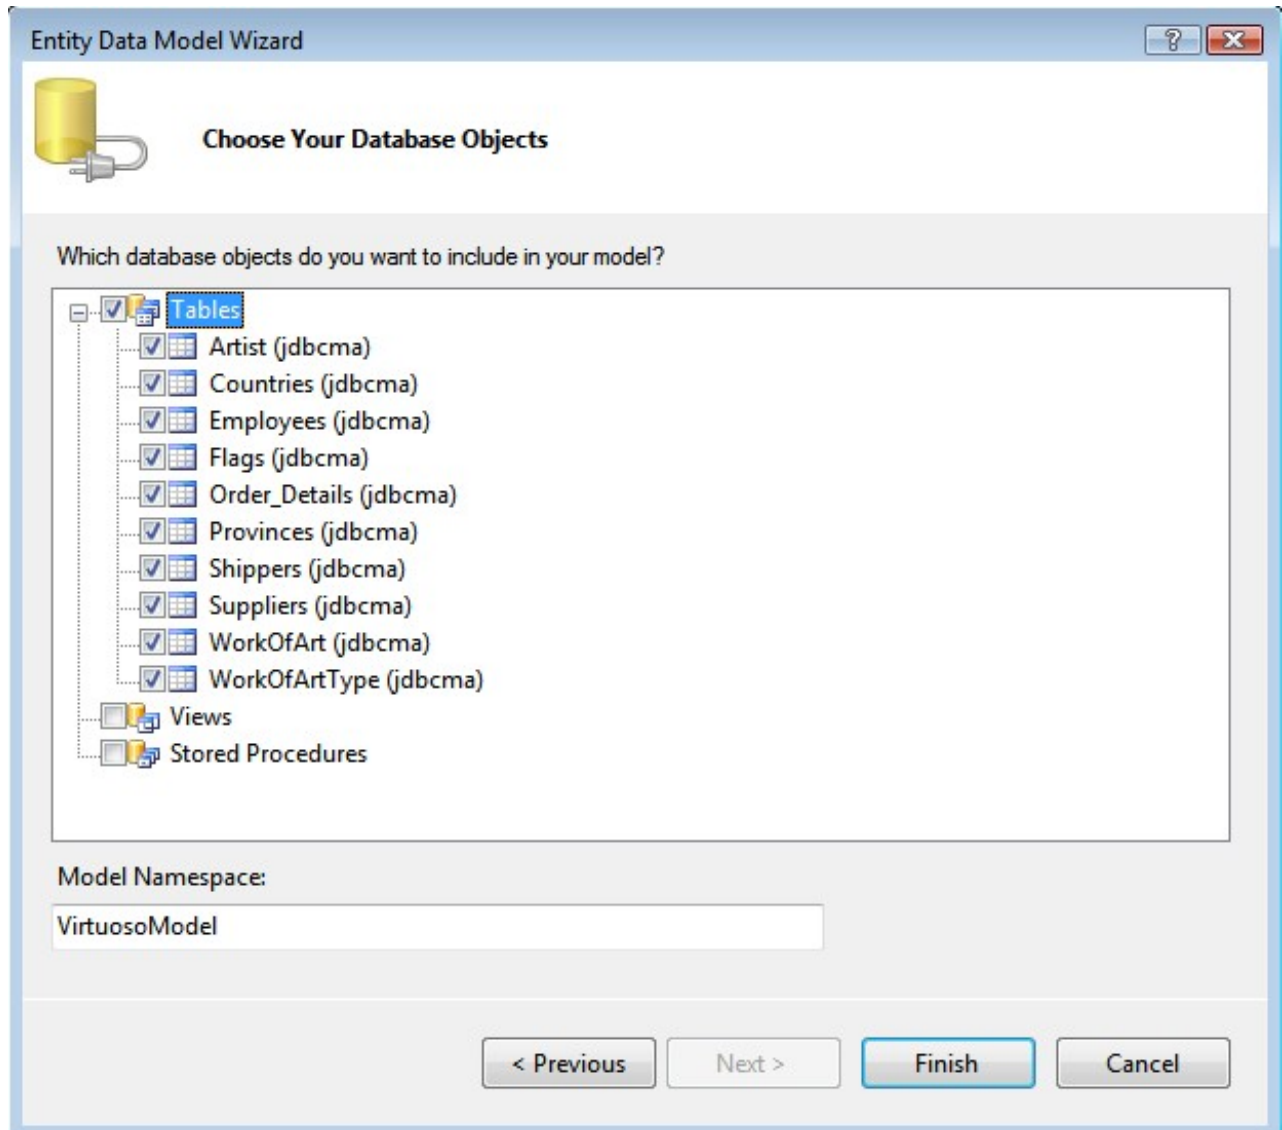 Entity Data Model Wizard
Choose Your Database Objects
Which database objects do you want to include in your model?
Tables
Artist (jdbcma)
Countries (jdbcma)
Employees (jdbcma)
Flags (jdbcma)
Order_Details (jdbcma)
Provinces (jdbcma)
Shippers (jdbcma)
Suppliers (jdbcma)
WorkOfArt (jdbcma)
WorkOfArtType (jdbcma)
Views
Stored Procedures
Model Namespace:
VirtuosoModel
< Previous Next > Finish Cancel